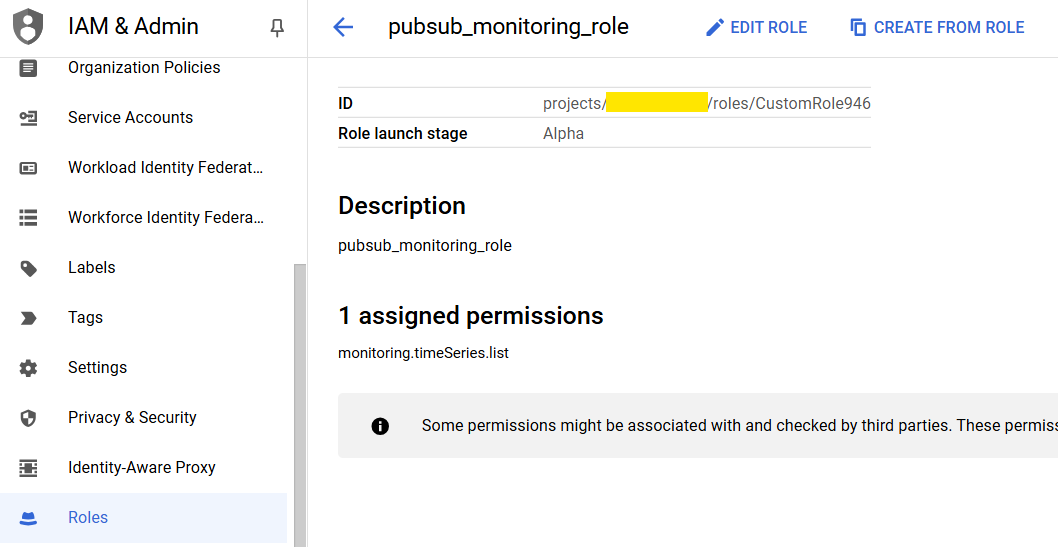 IAM & Admin
Organization Policies
Service Accounts
Workload Identity Federat...
Workforce Identity Federa...
Labels
Tags
Settings
Privacy & Security
Identity-Aware Proxy
Roles
pubsub_monitoring_role
EDIT ROLE
CREATE FROM ROLE
ID projects/ /roles/CustomRole946
Role launch stage Alpha
Description
pubsub_monitoring_role
1 assigned permissions
monitoring.timeSeries.list
Some permissions might be associated with and checked by third parties. These permiss